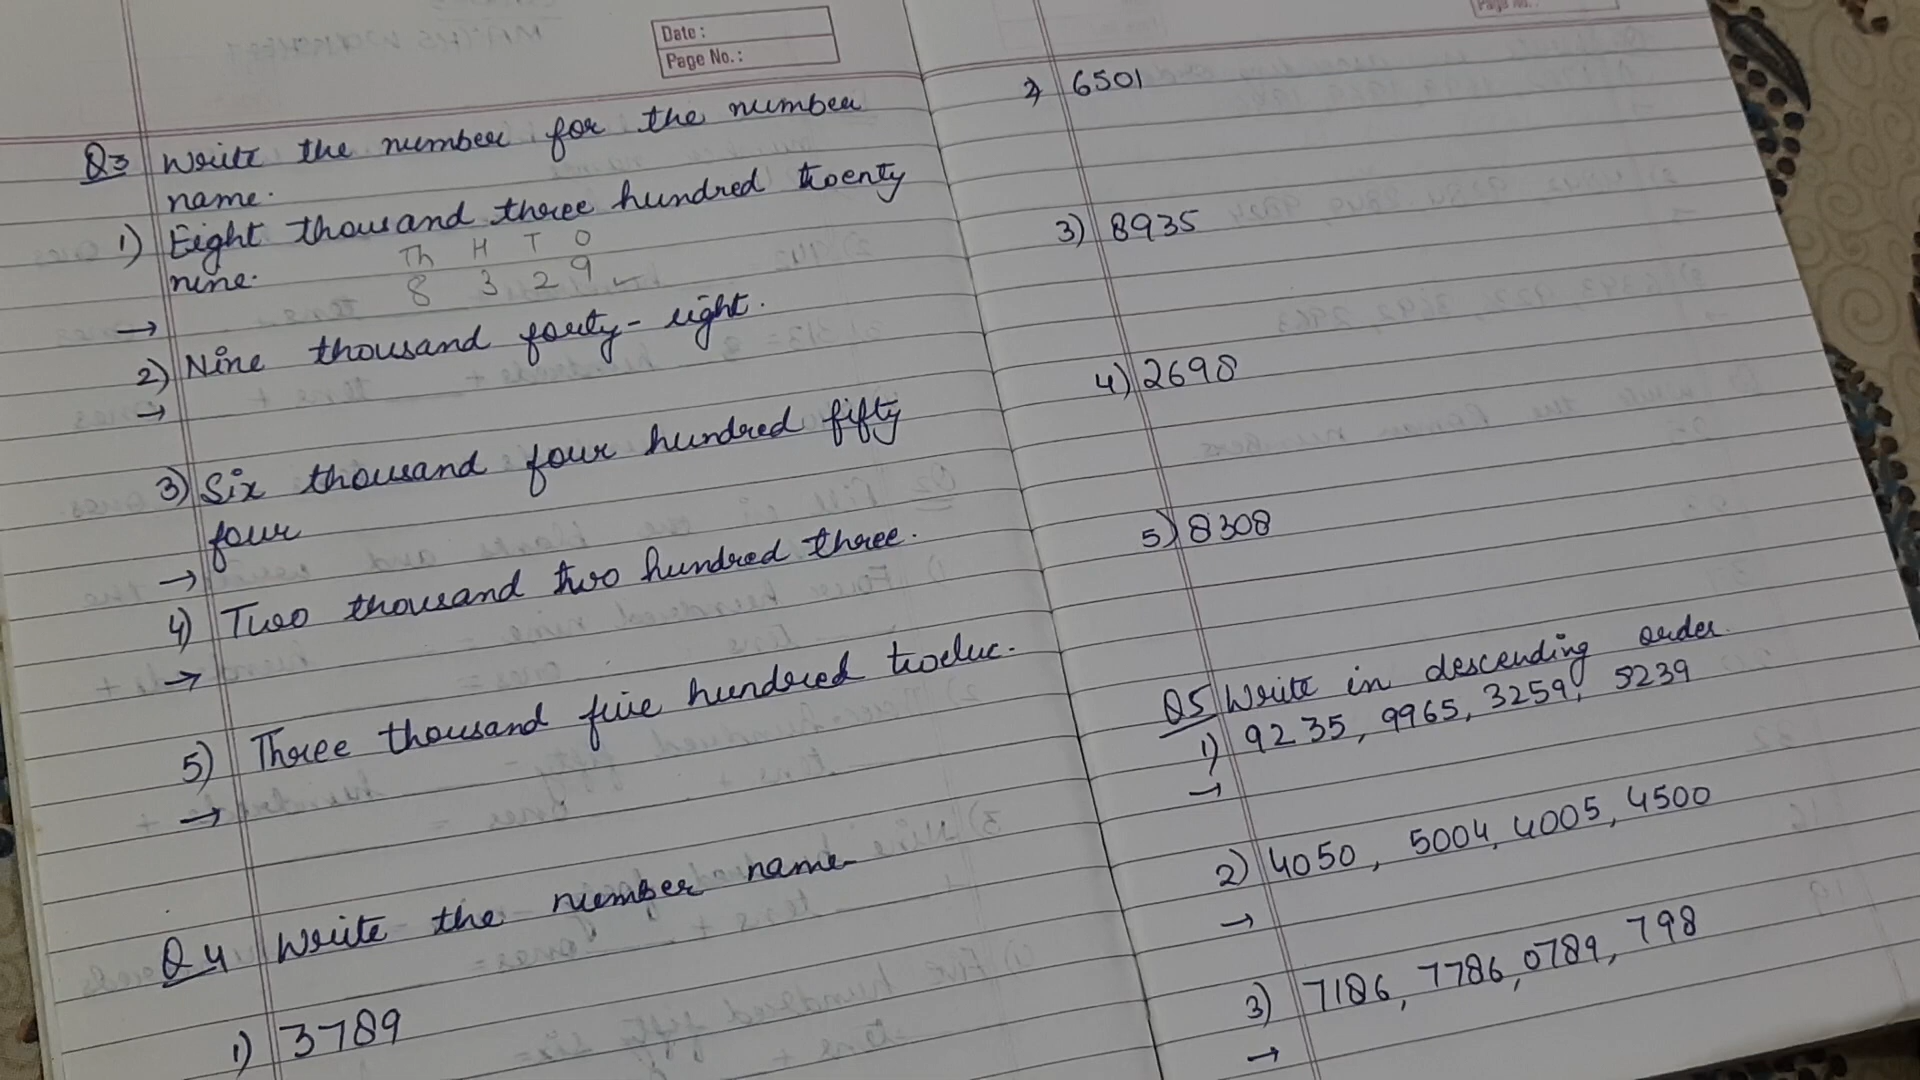 Date :
Page No. :
Q3 Write the number for the number
name.
1) Eight thousand three hundred twenty
nine.
Th H T O
8 3 2 9
→
2) Nine thousand forty-eight.
→
3) Six thousand four hundred fifty
four
→
4) Two thousand two hundred three.
→
5) Three thousand five hundred twelve.
→
Q4 Write the number name
1) 3789
Page No. :
2) 6501
3) 8935
4) 2698
5) 8308
Q5 Write in descending order.
1) 9235, 9965, 3259, 5239
→
2) 4050, 5004, 4005, 4500
→
3) 7186, 7786, 0789, 798
→